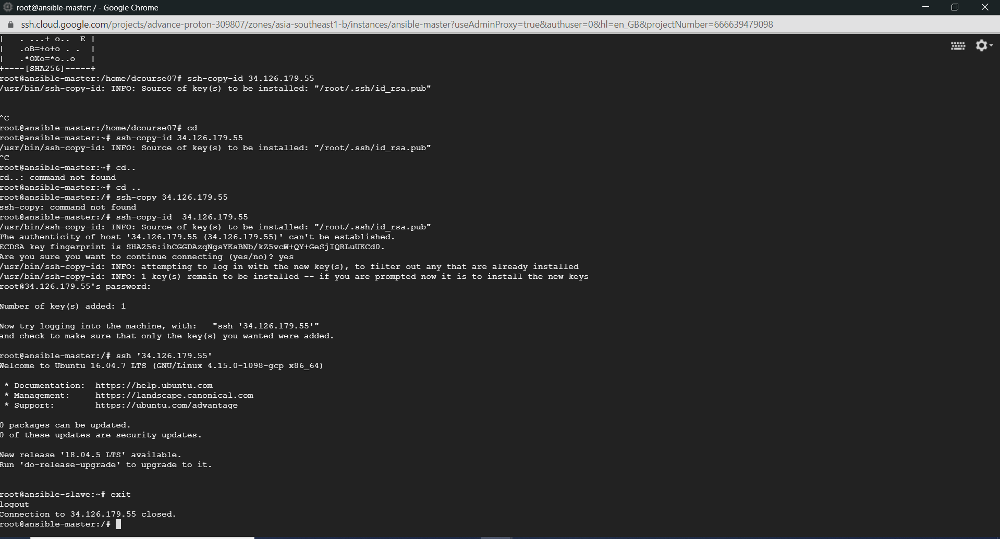 root@ansible-master: / - Google Chrome
ssh.cloud.google.com/projects/advance-proton-309807/zones/asia-southeast1-b/instances/ansible-master?useAdminProxy=true&authuser=0&hl=en_GB&projectNumber=666639479098
|   . ...+ o..  E |
|   .oB=+o+o . .  |
|   .*OXo=*o..o   |
+----[SHA256]-----+
root@ansible-master:/home/dcourse07# ssh-copy-id 34.126.179.55
/usr/bin/ssh-copy-id: INFO: Source of key(s) to be installed: "/root/.ssh/id_rsa.pub"
^C
root@ansible-master:/home/dcourse07# cd
root@ansible-master:~# ssh-copy-id 34.126.179.55
/usr/bin/ssh-copy-id: INFO: Source of key(s) to be installed: "/root/.ssh/id_rsa.pub"
^C
root@ansible-master:~# cd..
cd..: command not found
root@ansible-master:~# cd ..
root@ansible-master:/# ssh-copy 34.126.179.55
ssh-copy: command not found
root@ansible-master:/# ssh-copy-id  34.126.179.55
/usr/bin/ssh-copy-id: INFO: Source of key(s) to be installed: "/root/.ssh/id_rsa.pub"
The authenticity of host '34.126.179.55 (34.126.179.55)' can't be established.
ECDSA key fingerprint is SHA256:ihCGGDAzqNgsYKsBNb/kZ5vcW+QY+GeSjIQRLuUKCd0.
Are you sure you want to continue connecting (yes/no)? yes
/usr/bin/ssh-copy-id: INFO: attempting to log in with the new key(s), to filter out any that are already installed
/usr/bin/ssh-copy-id: INFO: 1 key(s) remain to be installed -- if you are prompted now it is to install the new keys
root@34.126.179.55's password:
Number of key(s) added: 1
Now try logging into the machine, with:   "ssh '34.126.179.55'"
and check to make sure that only the key(s) you wanted were added.
root@ansible-master:/# ssh '34.126.179.55'
Welcome to Ubuntu 16.04.7 LTS (GNU/Linux 4.15.0-1098-gcp x86_64)
* Documentation:  https://help.ubuntu.com
* Management:     https://landscape.canonical.com
* Support:        https://ubuntu.com/advantage
0 packages can be updated.
0 of these updates are security updates.
New release '18.04.5 LTS' available.
Run 'do-release-upgrade' to upgrade to it.
root@ansible-slave:~# exit
logout
Connection to 34.126.179.55 closed.
root@ansible-master:/#